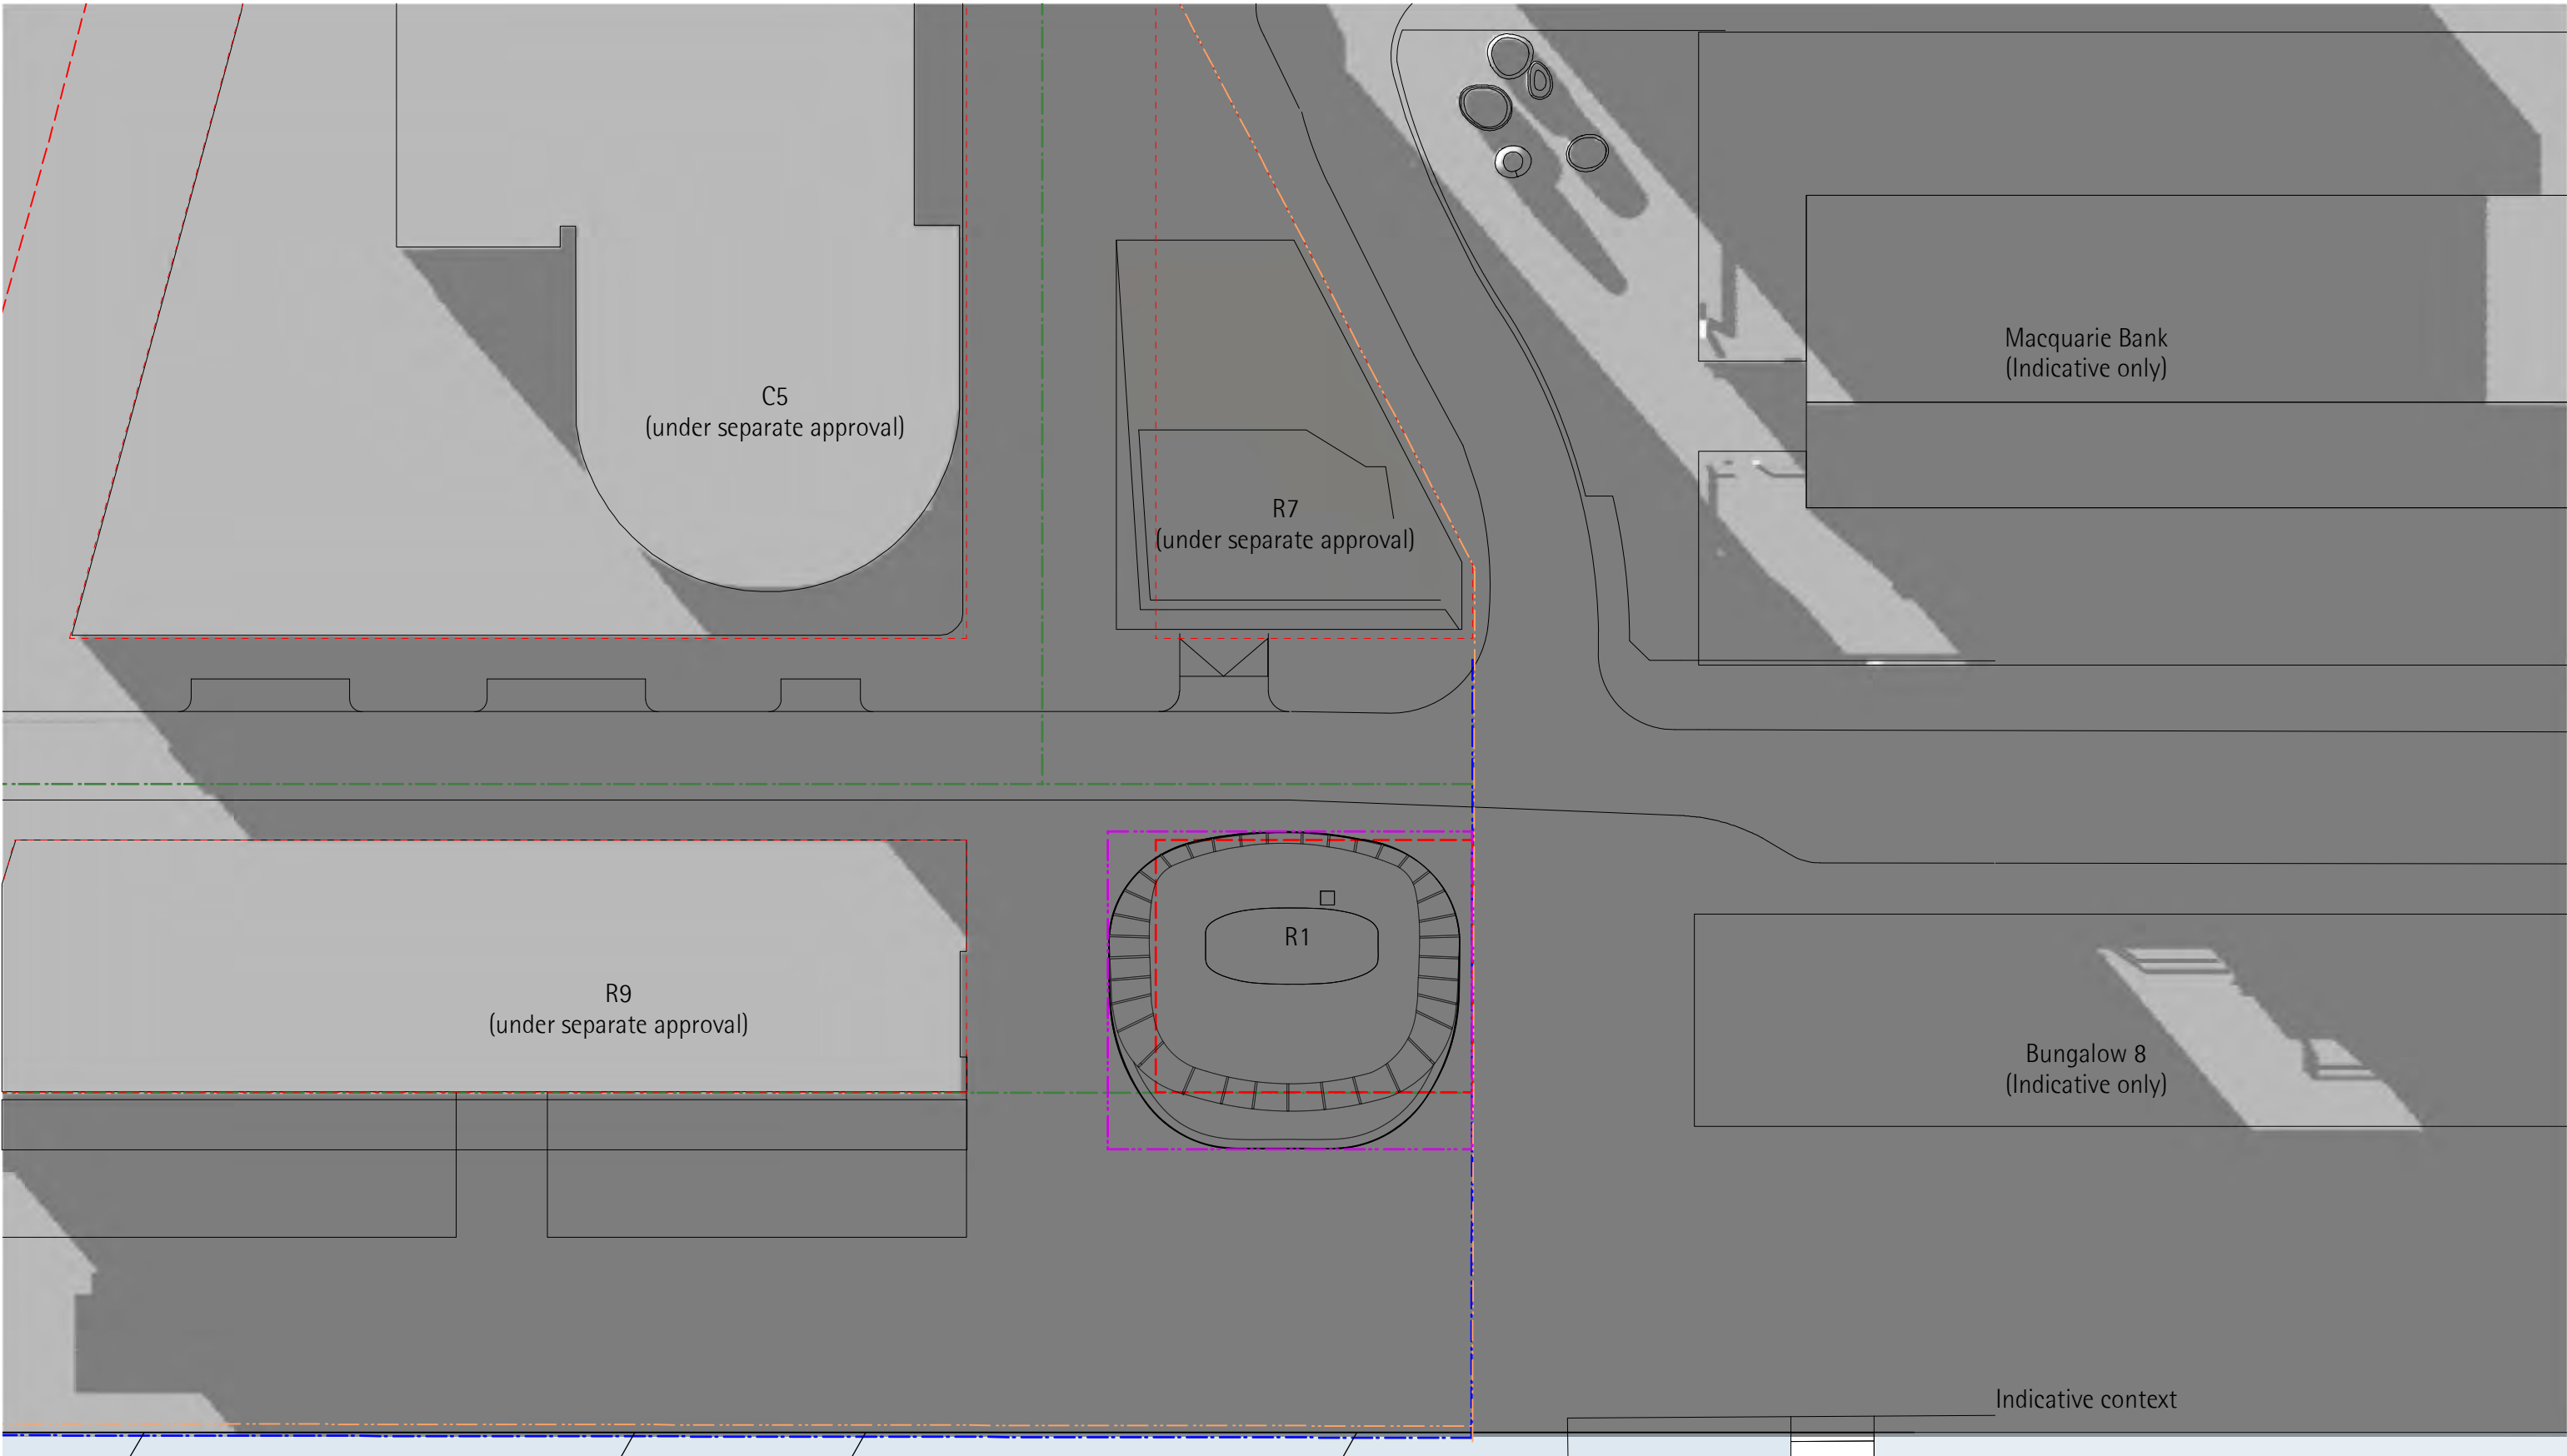 Macquarie Bank
(Indicative only)
C5
(under separate approval)
R7
(under separate approval)
R1
R9
(under separate approval)
Bungalow 8
(Indicative only)
Indicative context